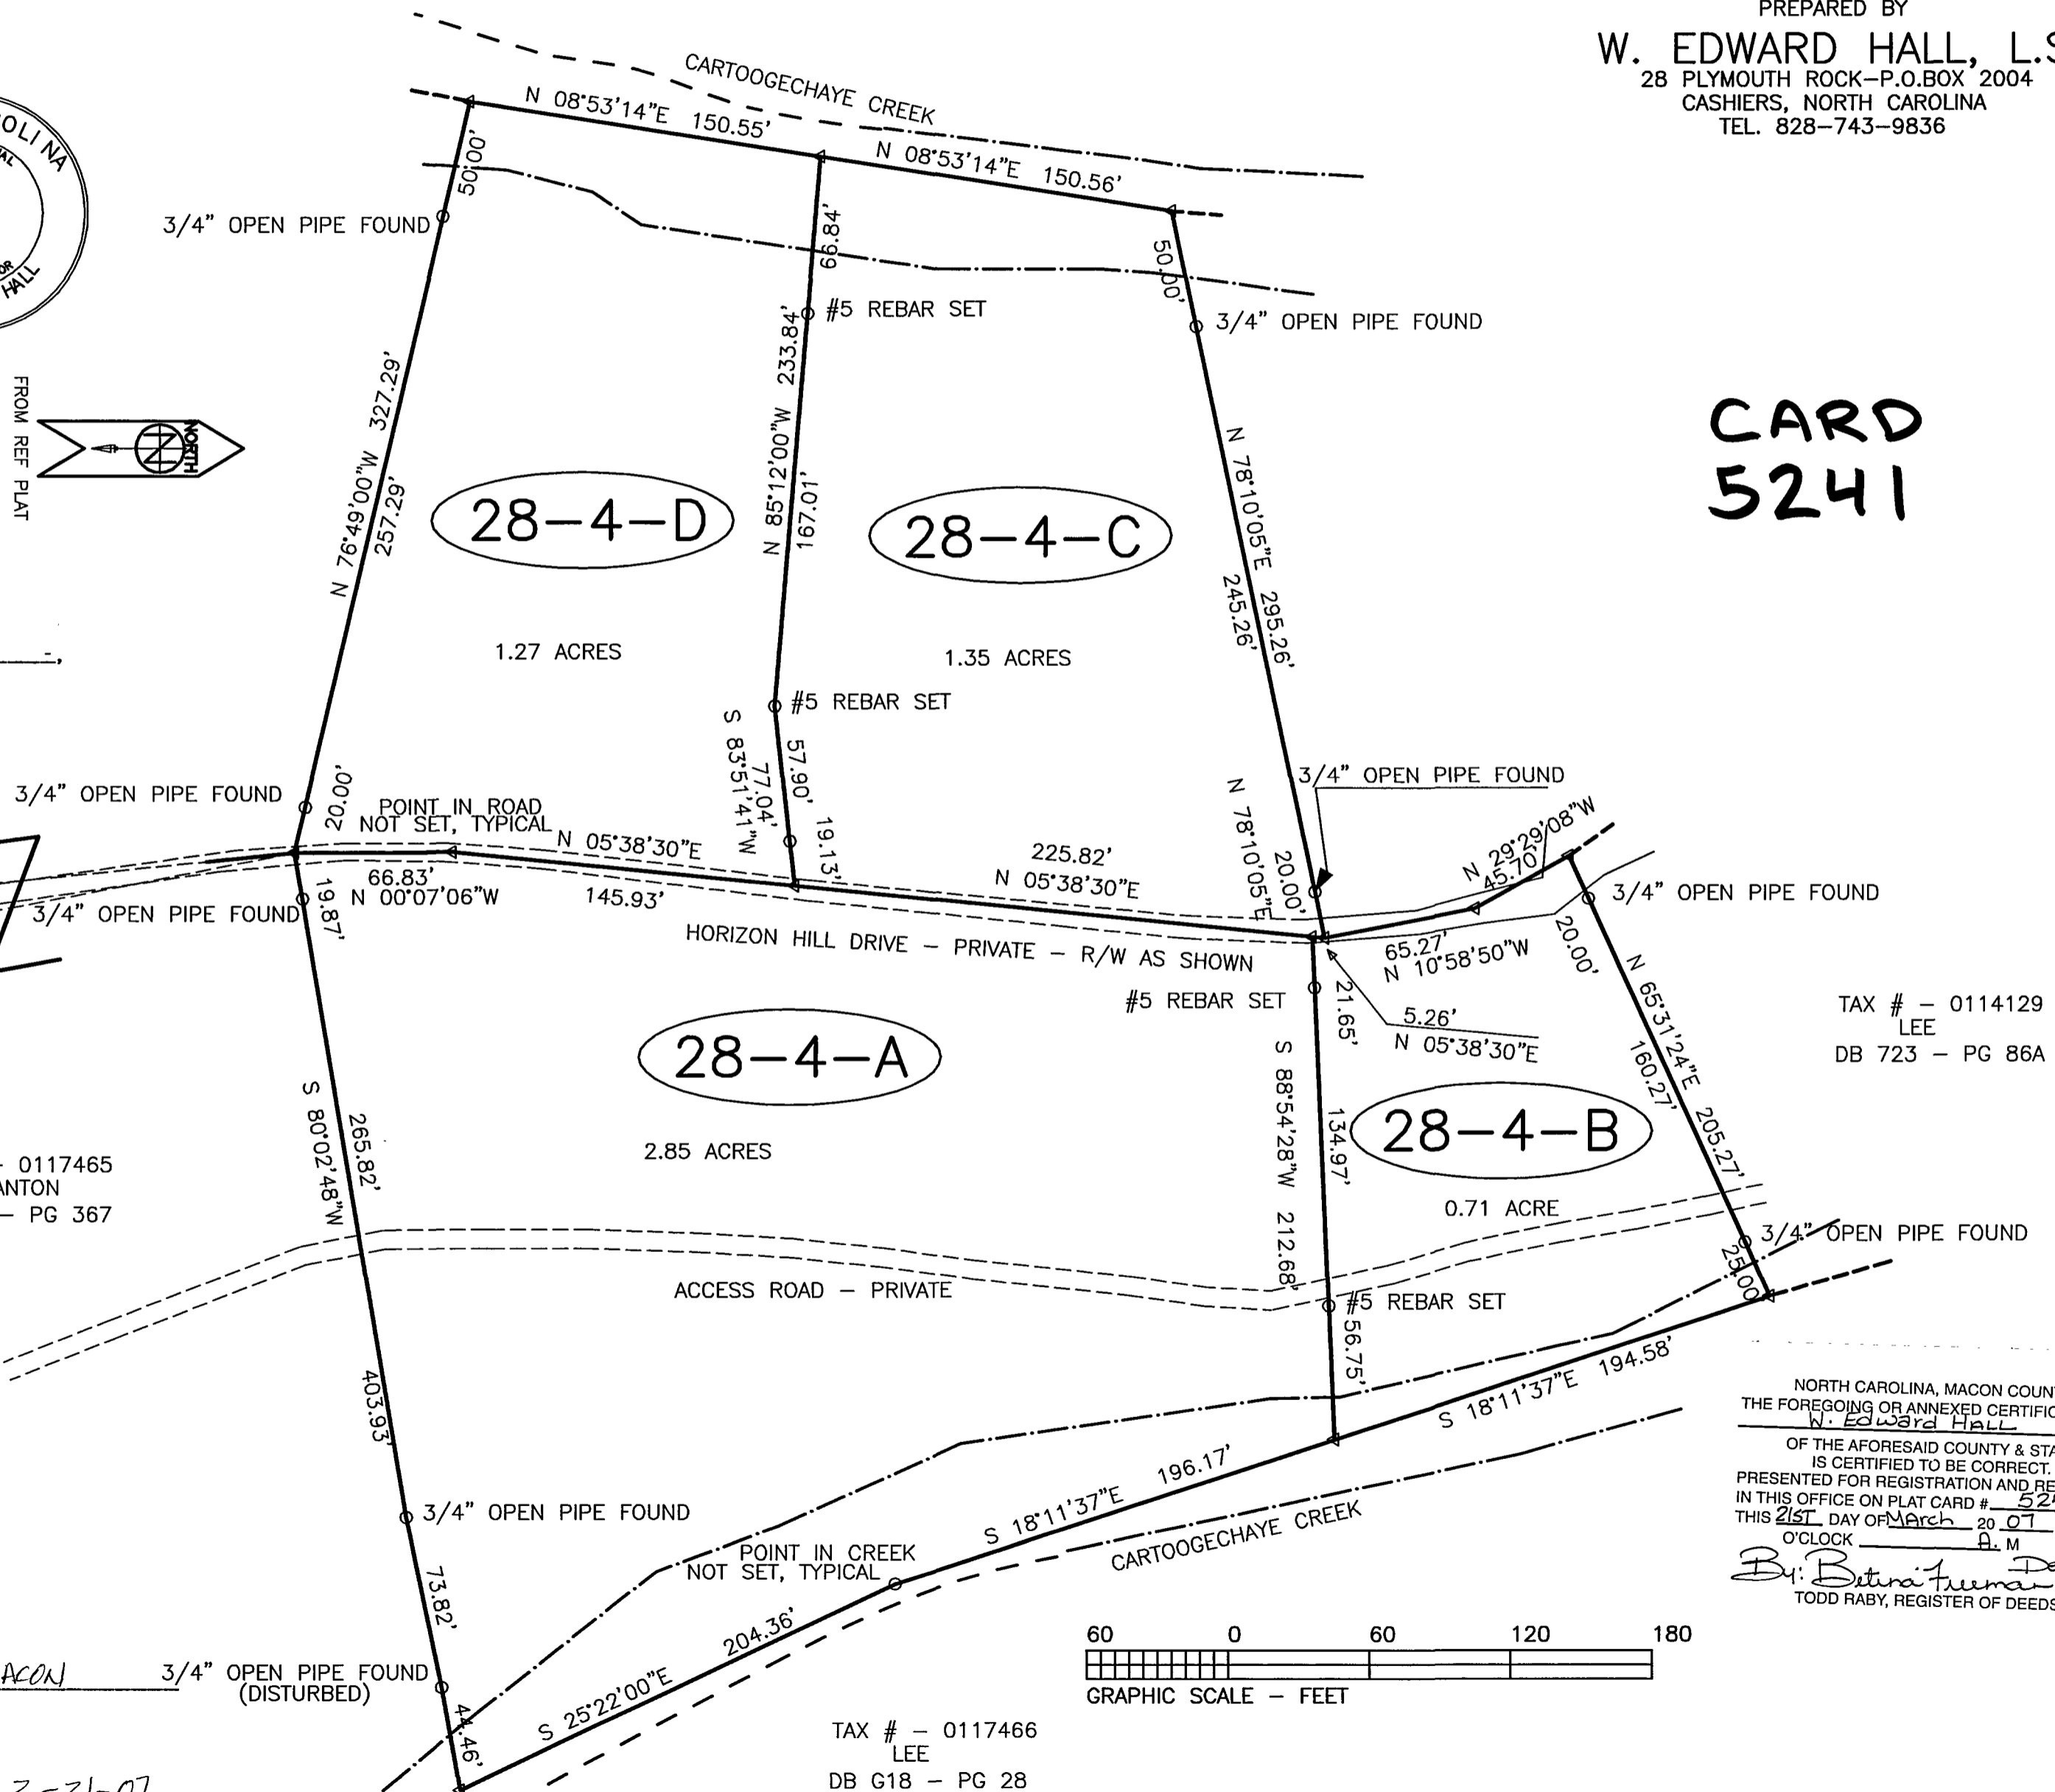 PREPARED BY
W. EDWARD HALL, L.S
28 PLYMOUTH ROCK-P.O.BOX 2004
CASHIERS, NORTH CAROLINA
TEL. 828-743-9836
CARD
5241
OLINA
HALL
FROM REF PLAT
NORTH
N
CARTOOGECHAYE CREEK
N 08°53'14"E 150.55'
N 08°53'14"E 150.56'
50.00'
3/4" OPEN PIPE FOUND
66.84'
#5 REBAR SET
50.00'
3/4" OPEN PIPE FOUND
N 76°49'00"W 327.29'
257.29'
28-4-D
1.27 ACRES
N 85°12'00"W 233.84'
167.01'
28-4-C
1.35 ACRES
N 78°10'05"E 295.26'
245.26'
#5 REBAR SET
S 83°51'41"W
77.04'
57.90'
19.13'
3/4" OPEN PIPE FOUND
20.00'
POINT IN ROAD
NOT SET, TYPICAL
N 05°38'30"E
145.93'
66.83'
N 00°07'06"W
225.82'
N 05°38'30"E
N 78°10'05"E
20.00'
3/4" OPEN PIPE FOUND
N 29°29'08"W
45.70'
3/4" OPEN PIPE FOUND
3/4" OPEN PIPE FOUND
19.87'
HORIZON HILL DRIVE - PRIVATE - R/W AS SHOWN
65.27'
N 10°58'50"W
20.00'
#5 REBAR SET
21.65'
5.26'
N 05°38'30"E
N 65°31'24"E 205.27'
160.27'
TAX # - 0114129
LEE
DB 723 - PG 86A
28-4-A
2.85 ACRES
S 88°54'28"W 212.68'
134.97'
28-4-B
0.71 ACRE
- 0117465
ANTON
- PG 367
S 80°02'48"W
265.82'
403.93'
ACCESS ROAD - PRIVATE
#5 REBAR SET
56.75'
3/4" OPEN PIPE FOUND
25.00
S 18°11'37"E 194.58'
S 18°11'37"E 196.17'
CARTOOGECHAYE CREEK
3/4" OPEN PIPE FOUND
POINT IN CREEK
NOT SET, TYPICAL
73.82'
S 25°22'00"E 204.36'
ACON
3/4" OPEN PIPE FOUND
(DISTURBED)
44.46'
60 0 60 120 180
GRAPHIC SCALE - FEET
TAX # - 0117466
LEE
DB G18 - PG 28
NORTH CAROLINA, MACON COUN
THE FOREGOING OR ANNEXED CERTIFIC
W. Edward HALL
OF THE AFORESAID COUNTY & STA
IS CERTIFIED TO BE CORRECT.
PRESENTED FOR REGISTRATION AND RE
IN THIS OFFICE ON PLAT CARD # 52
THIS 21ST DAY OF March 20 07
O'CLOCK A. M
By: Betina Freeman De
TODD RABY, REGISTER OF DEEDS